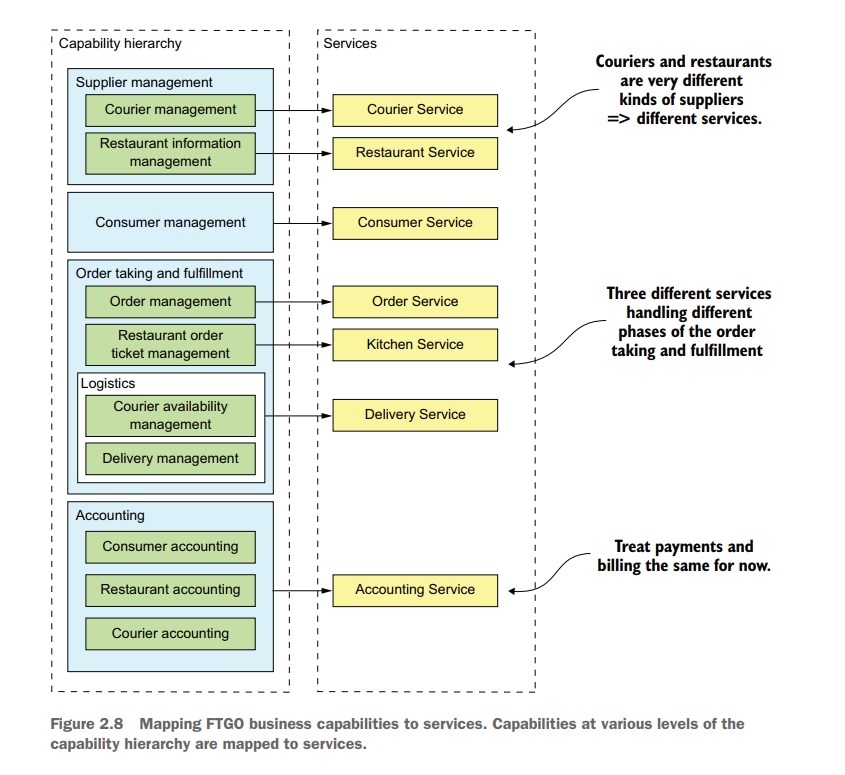 Capability hierarchy
Services
Supplier management
Courier management
Courier Service
Restaurant information
management
Restaurant Service
Couriers and restaurants
are very different
kinds of suppliers
=> different services.
Consumer management
Consumer Service
Order taking and fulfillment
Order management
Order Service
Restaurant order
ticket management
Kitchen Service
Three different services
handling different
phases of the order
taking and fulfillment
Logistics
Courier availability
management
Delivery Service
Delivery management
Accounting
Consumer accounting
Restaurant accounting
Accounting Service
Courier accounting
Treat payments and
billing the same for now.
Figure 2.8 Mapping FTGO business capabilities to services. Capabilities at various levels of the
capability hierarchy are mapped to services.